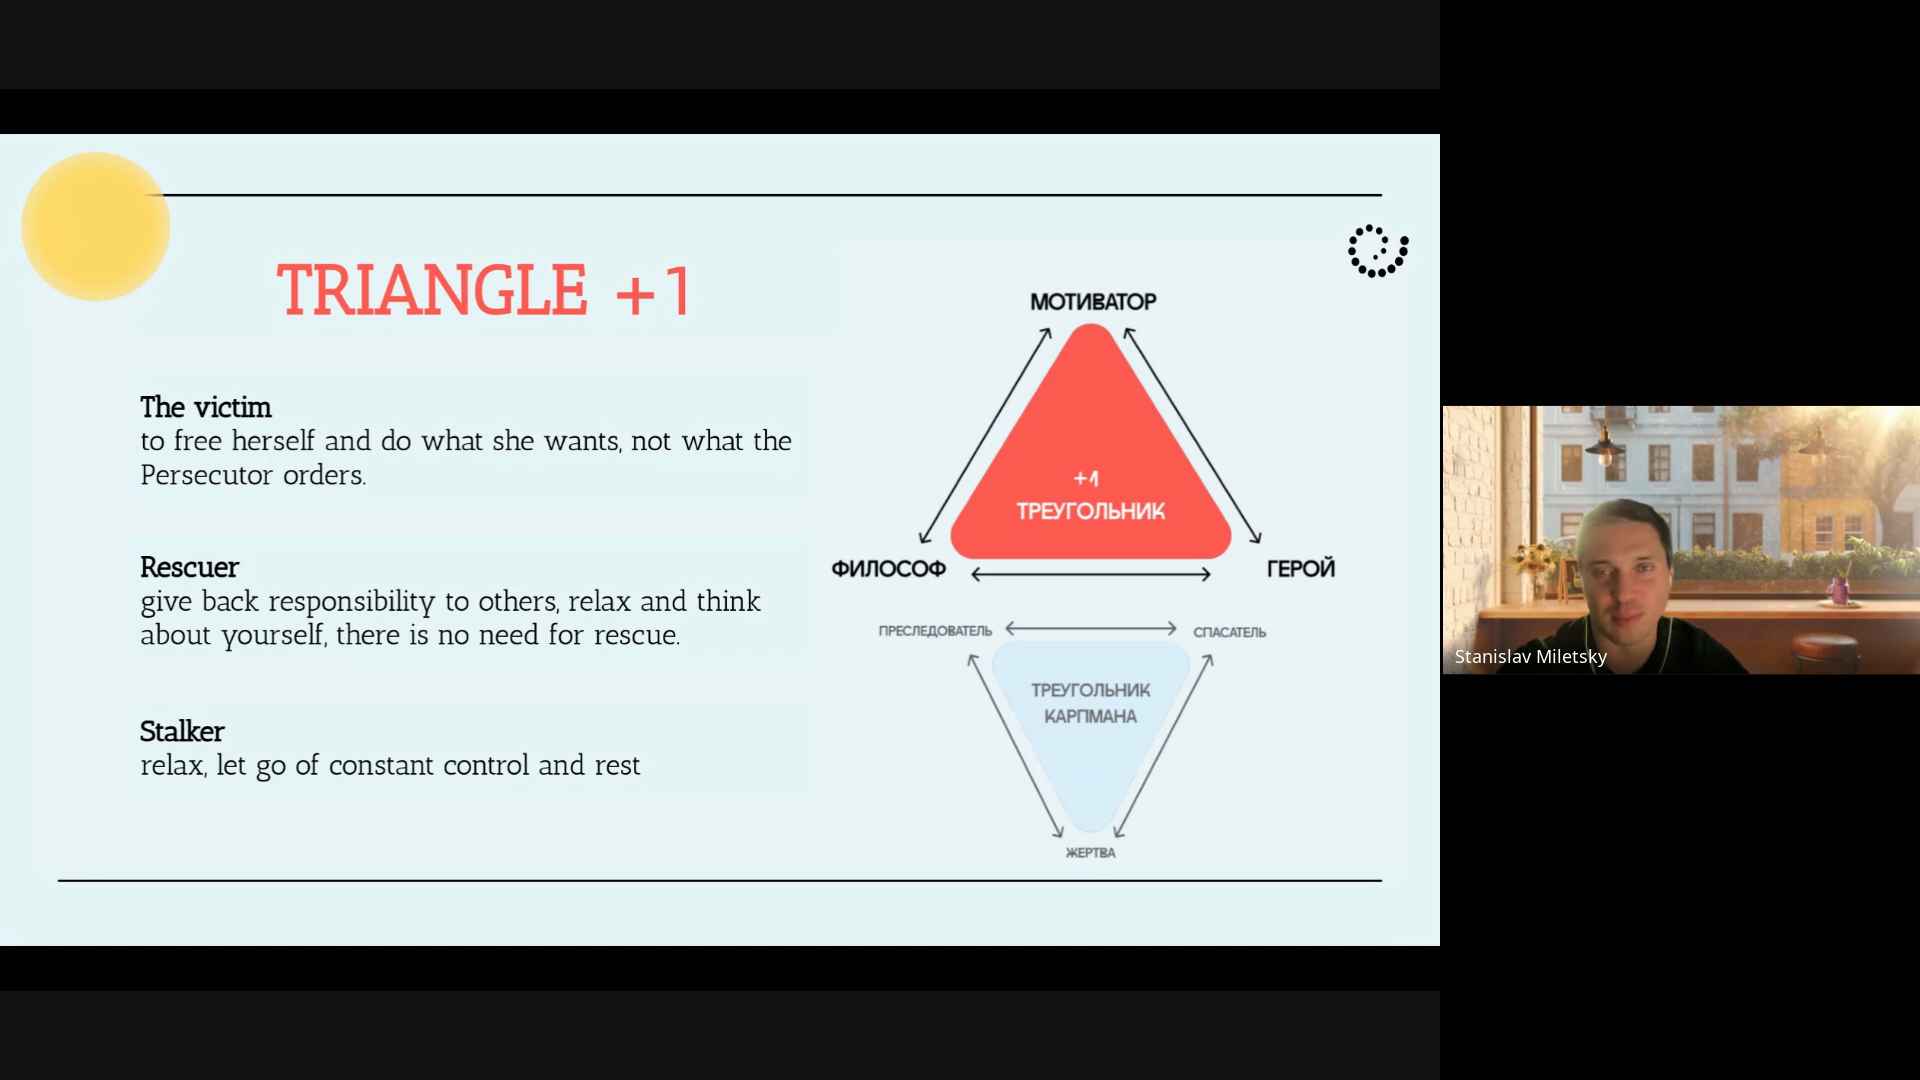 TRIANGLE +1
The victim
to free herself and do what she wants, not what the
Persecutor orders.
Rescuer
give back responsibility to others, relax and think
about yourself, there is no need for rescue.
Stalker
relax, let go of constant control and rest
МОТИВАТОР
+1
ТРЕУГОЛЬНИК
ФИЛОСОФ
ГЕРОЙ
ПРЕСЛЕДОВАТЕЛЬ
СПАСАТЕЛЬ
ТРЕУГОЛЬНИК
КАРПМАНА
ЖЕРТВА
Stanislav Miletsky